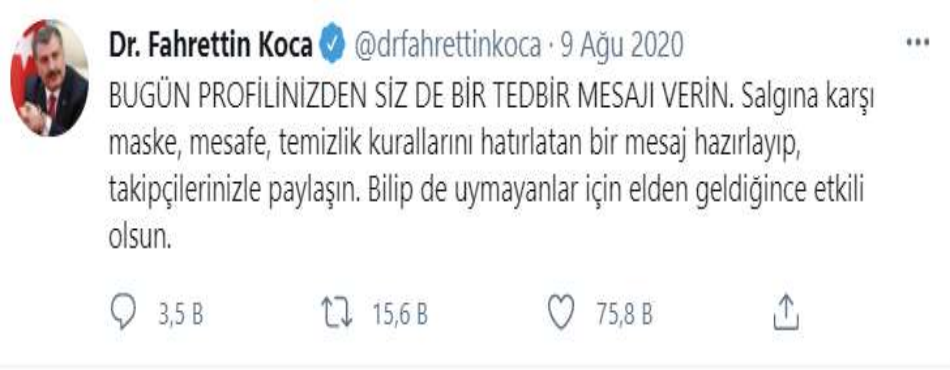 Dr. Fahrettin Koca @drfahrettinkoca · 9 Ağu 2020
BUGÜN PROFİLİNİZDEN SİZ DE BİR TEDBİR MESAJI VERİN. Salgına karşı
maske, mesafe, temizlik kurallarını hatırlatan bir mesaj hazırlayıp,
takipçilerinizle paylaşın. Bilip de uymayanlar için elden geldiğince etkili
olsun.
3,5 B 15,6 B 75,8 B